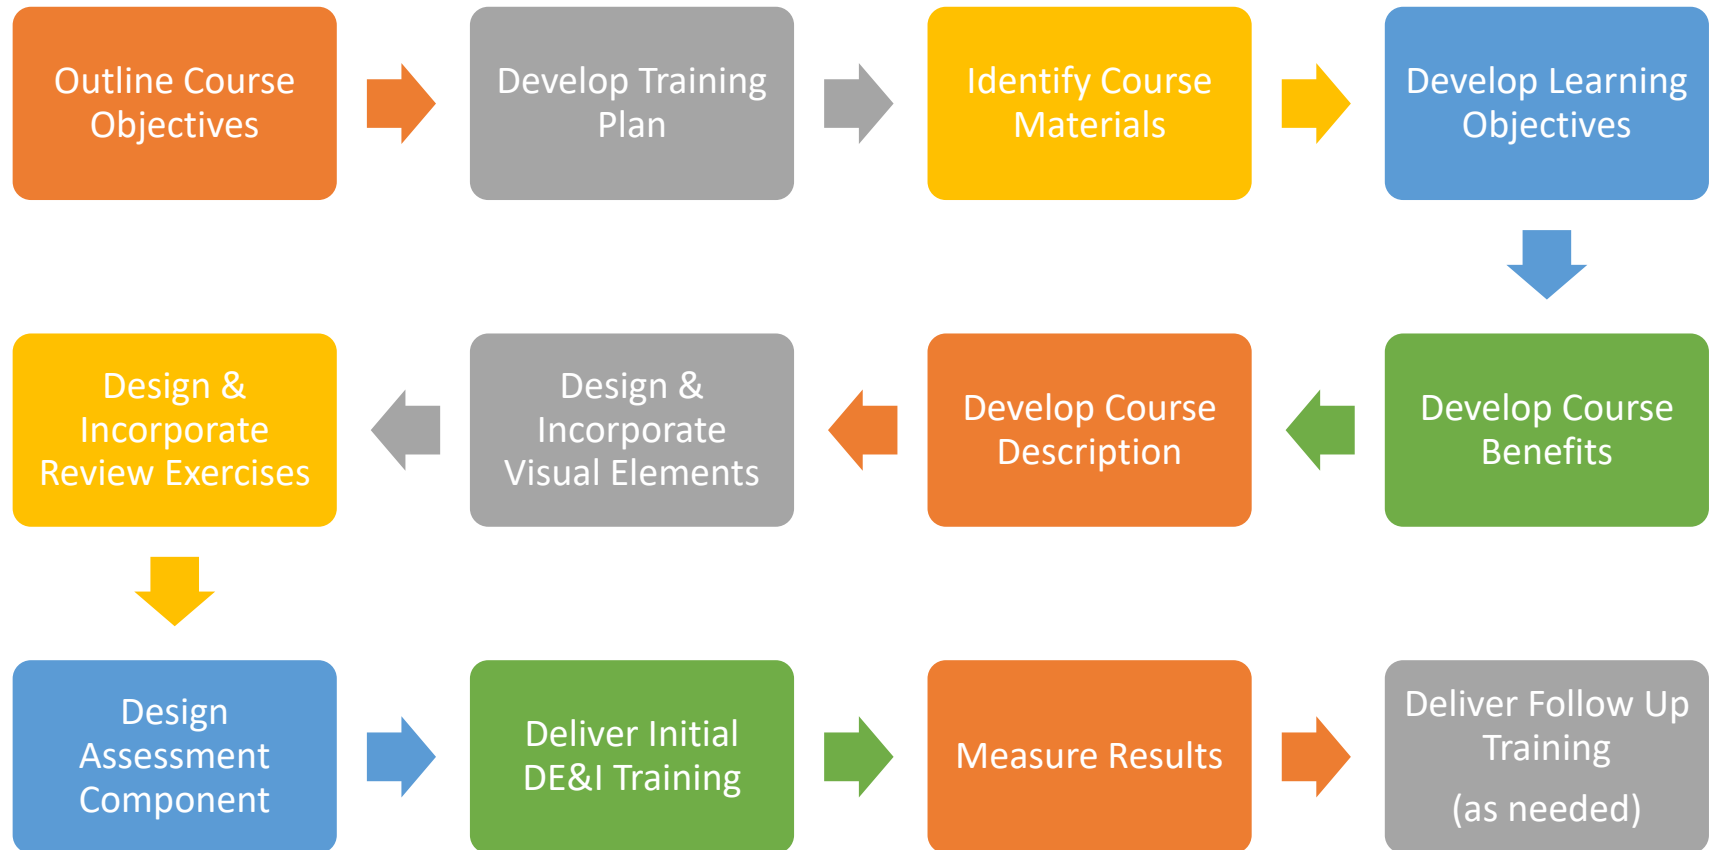 Outline Course
Objectives
Develop Training
Plan
Identify Course
Materials
Develop Learning
Objectives
Develop Course
Benefits
Develop Course
Description
Design &
Incorporate
Visual Elements
Design &
Incorporate
Review Exercises
Design
Assessment
Component
Deliver Initial
DE&I Training
Measure Results
Deliver Follow Up
Training
(as needed)